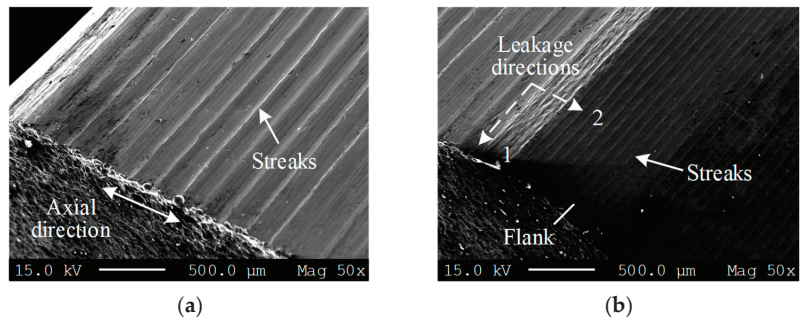 Streaks
Axial
direction
15.0 kV 500.0 µm Mag 50x
(a)
Leakage
directions
2
1
Streaks
Flank
15.0 kV 500.0 µm Mag 50x
(b)